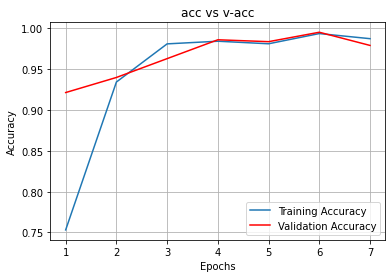 acc vs v-acc
1.00
0.95
0.90
0.85
0.80
0.75
Accuracy
1 2 3 4 5 6 7
Epochs
Training Accuracy
Validation Accuracy